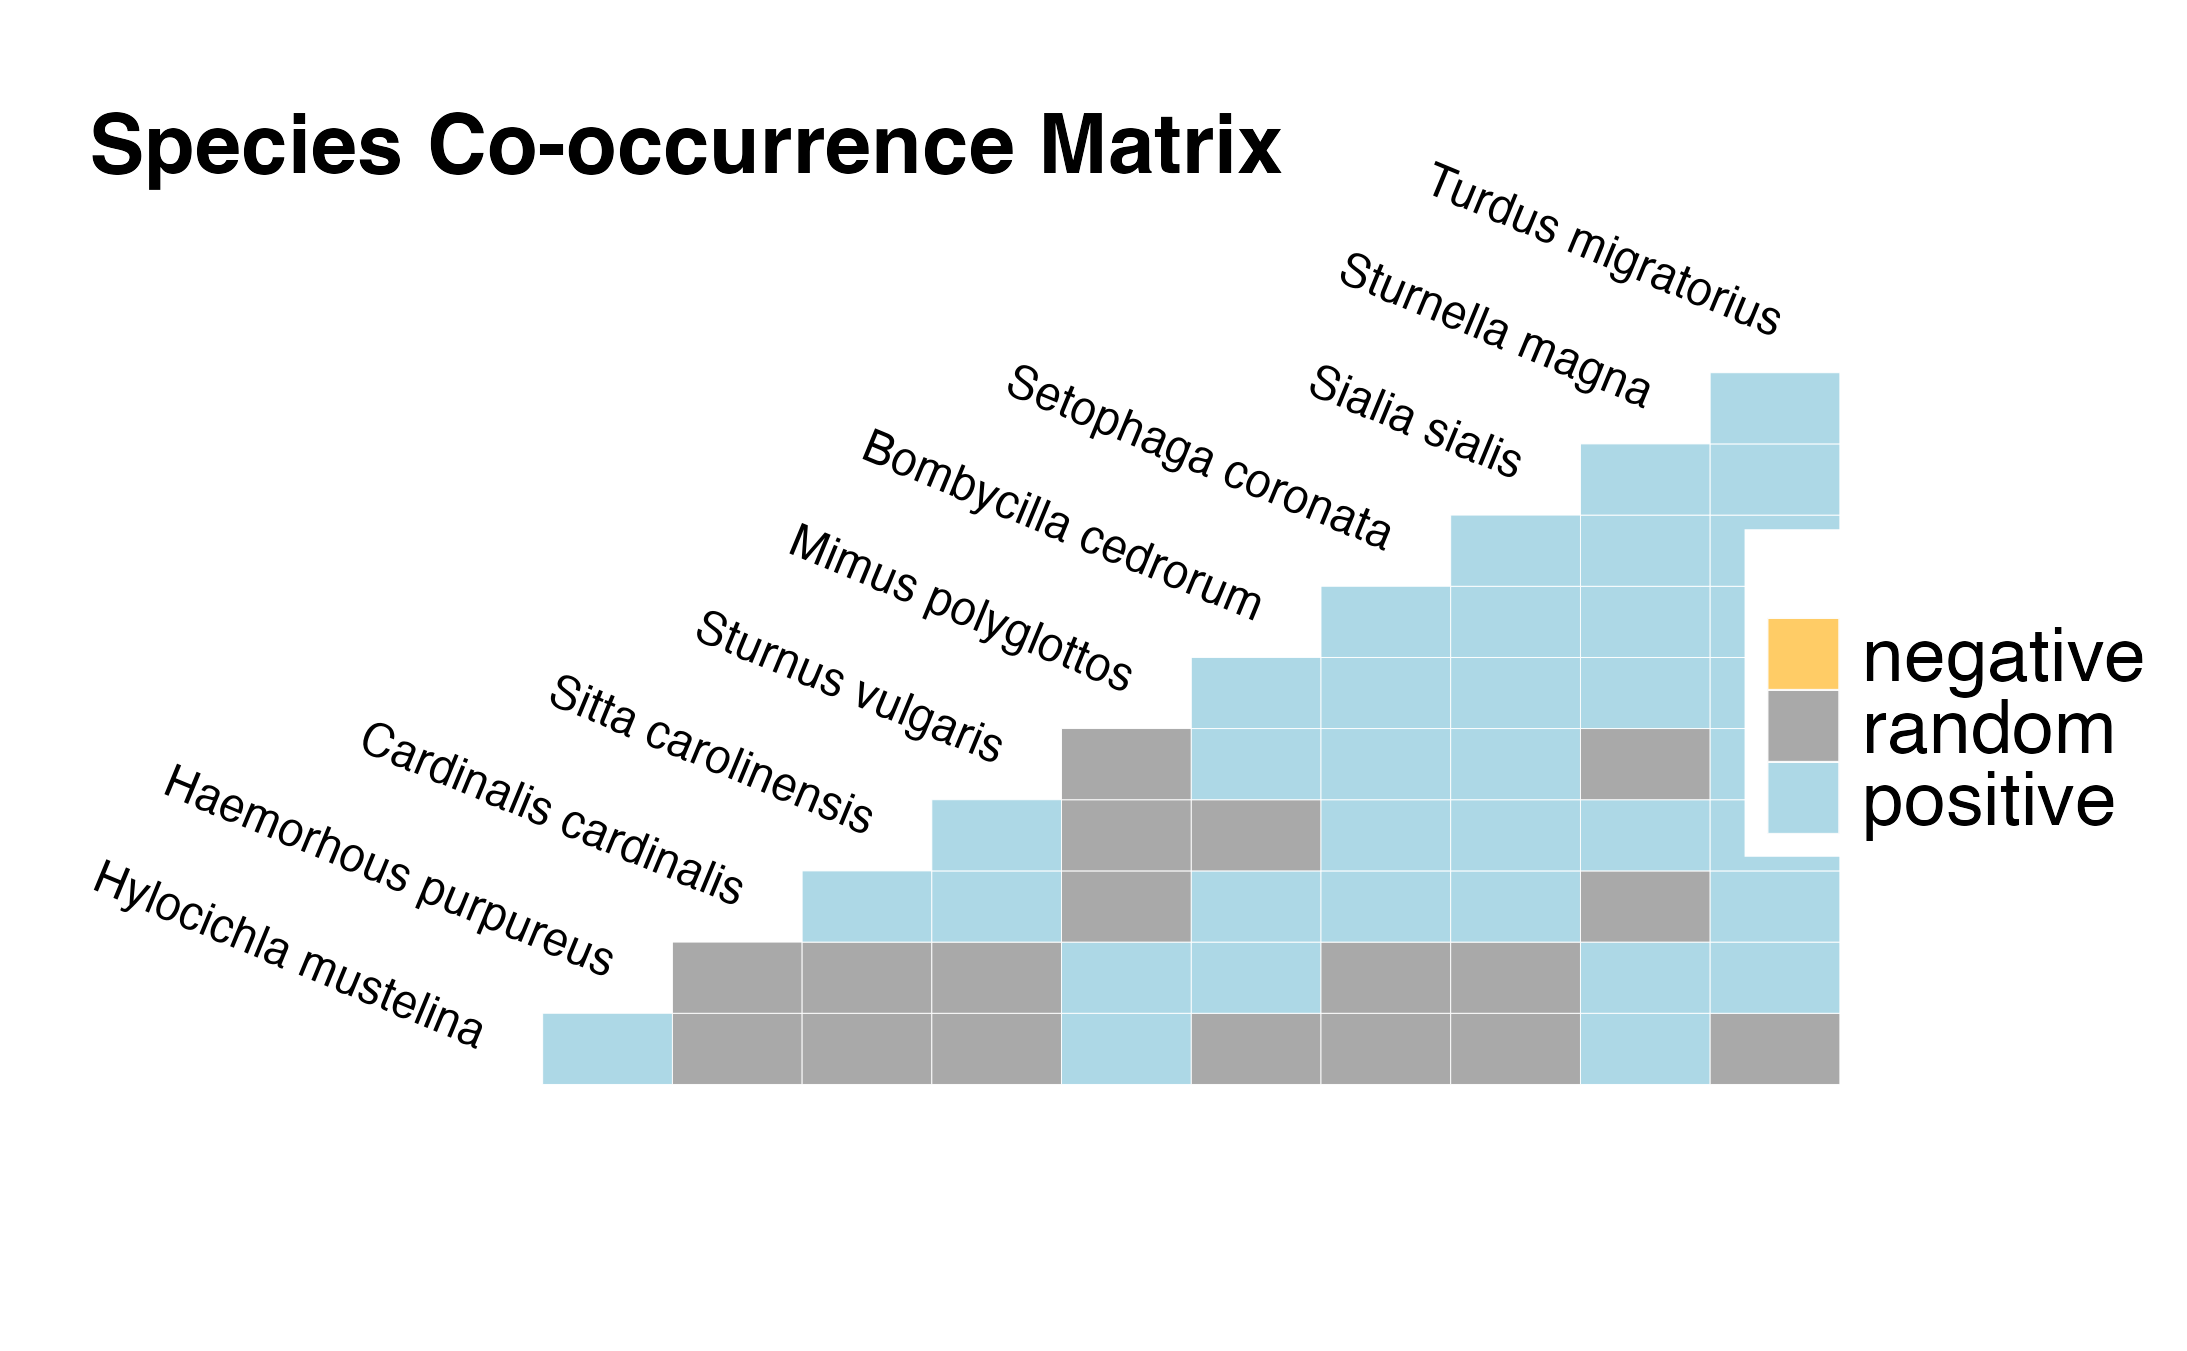 Species Co-occurrence Matrix
Turdus migratorius
Sturnella magna
Sialia sialis
Setophaga coronata
Bombycilla cedrorum
Mimus polyglottos
Sturnus vulgaris
Sitta carolinensis
Cardinalis cardinalis
Haemorhous purpureus
Hylocichla mustelina
negative
random
positive